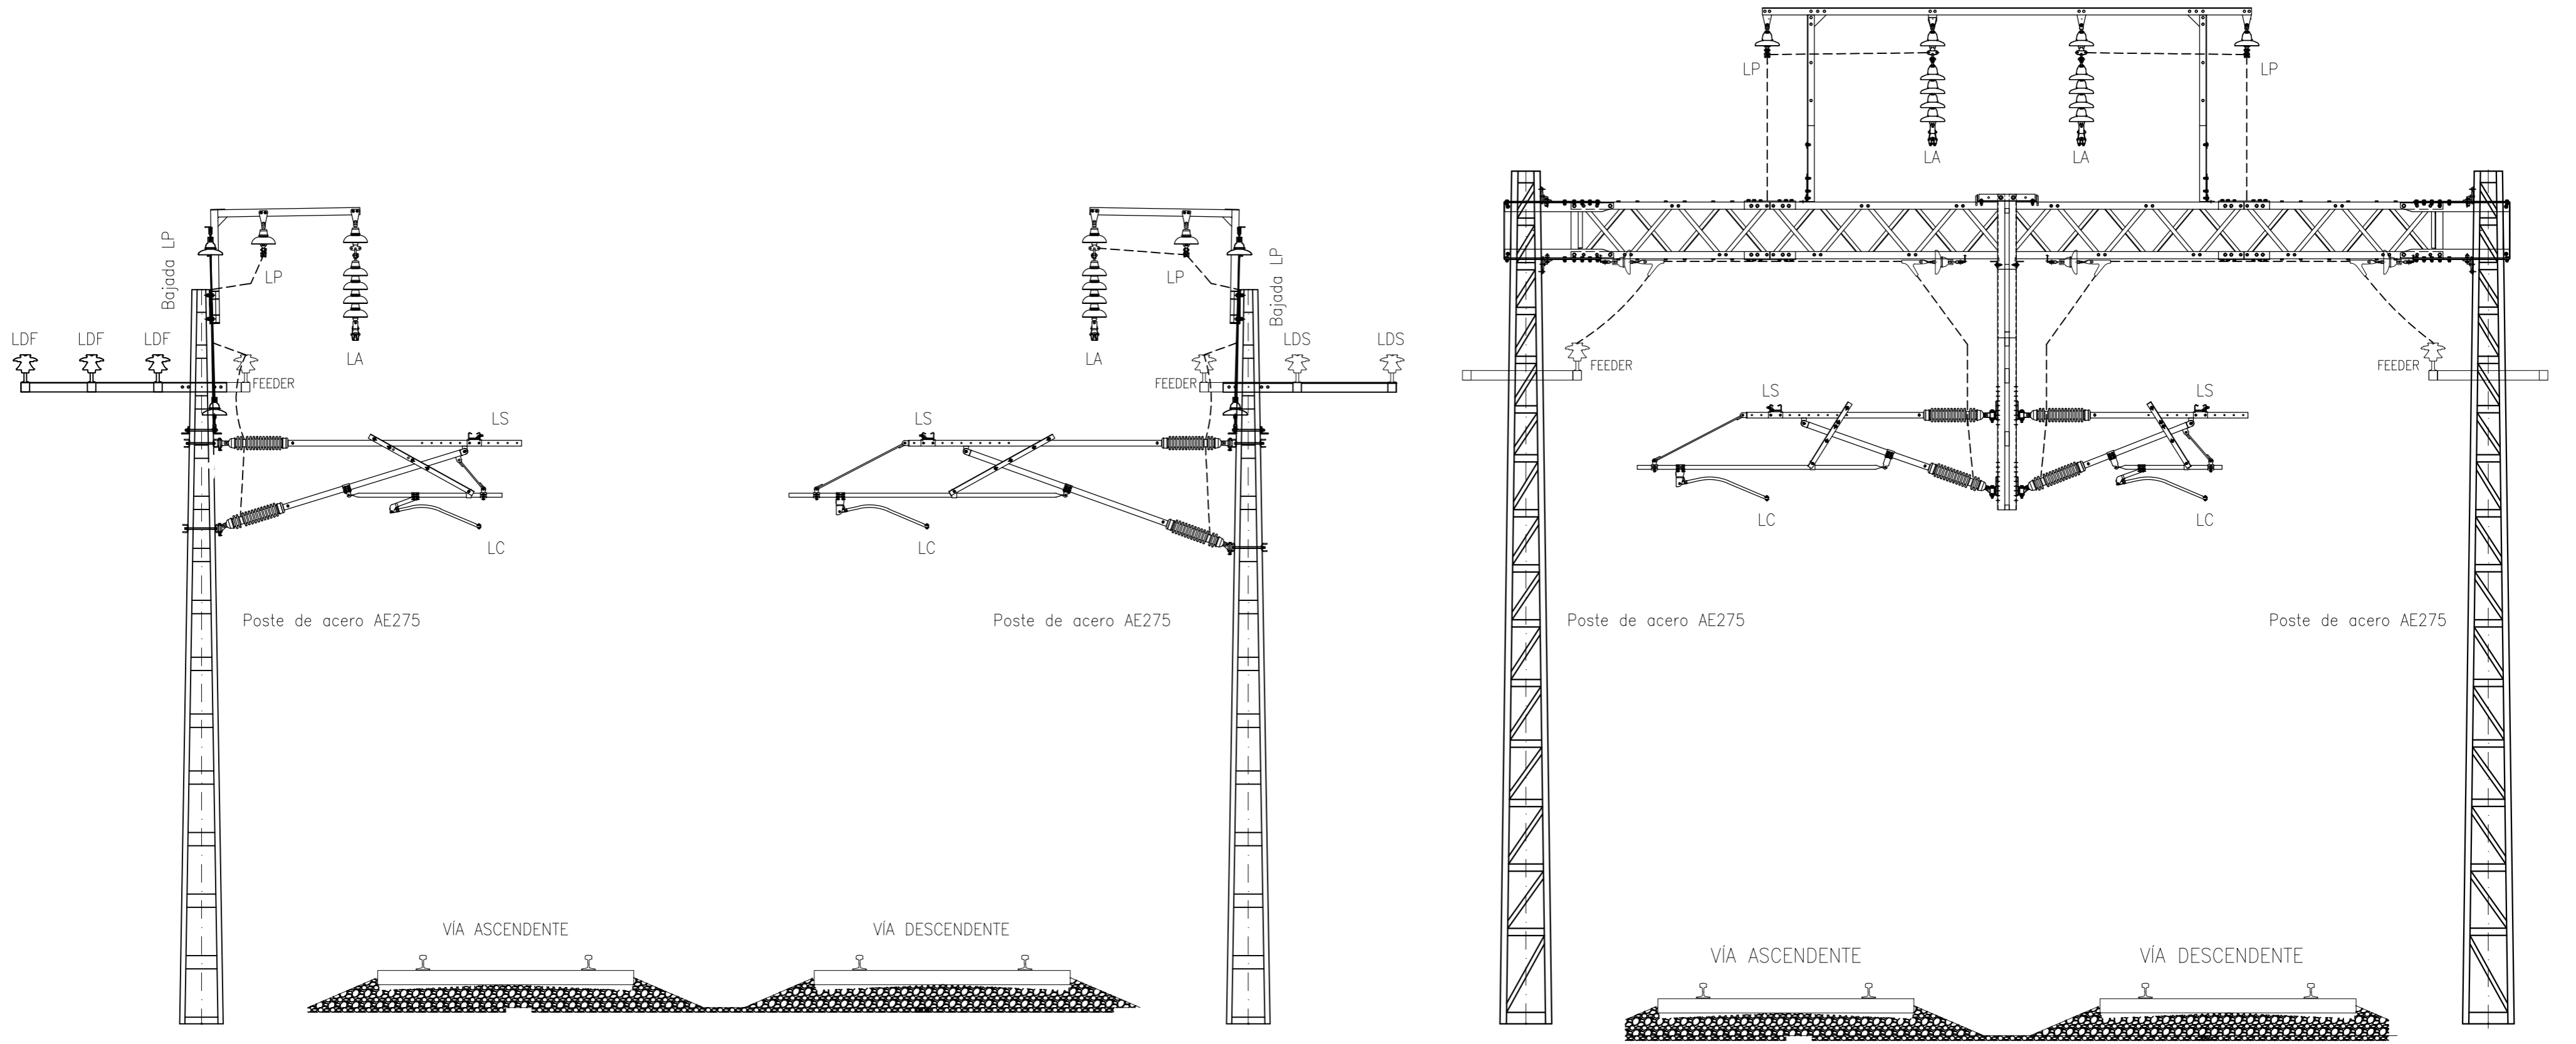 LP
LP
LA
LA
Bajada LP
LP
LA
LDF
LDF
LDF
FEEDER
LS
LC
Poste de acero AE275
LP
LA
Bajada LP
FEEDER
LDS
LDS
LS
LC
Poste de acero AE275
VÍA ASCENDENTE
VÍA DESCENDENTE
FEEDER
FEEDER
LS
LS
LC
LC
Poste de acero AE275
Poste de acero AE275
VÍA ASCENDENTE
VÍA DESCENDENTE